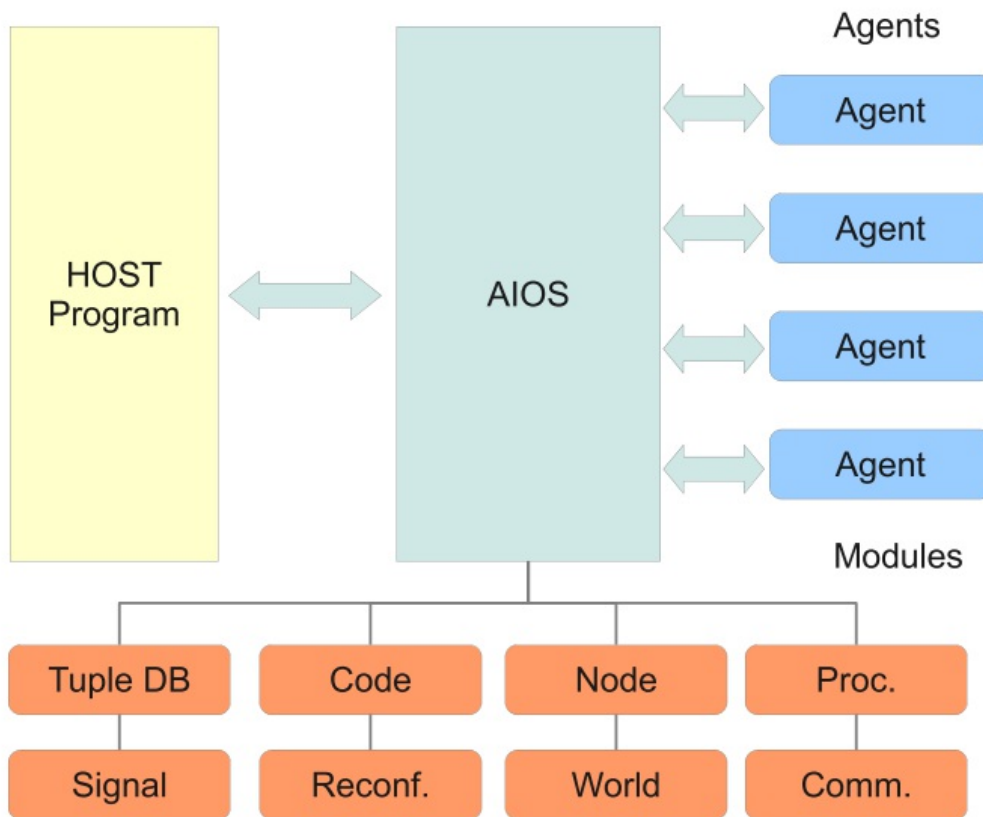 Agents
Agent
Agent
HOST
Program
AIOS
Agent
Agent
Modules
Tuple DB
Code
Node
Proc.
Signal
Reconf.
World
Comm.